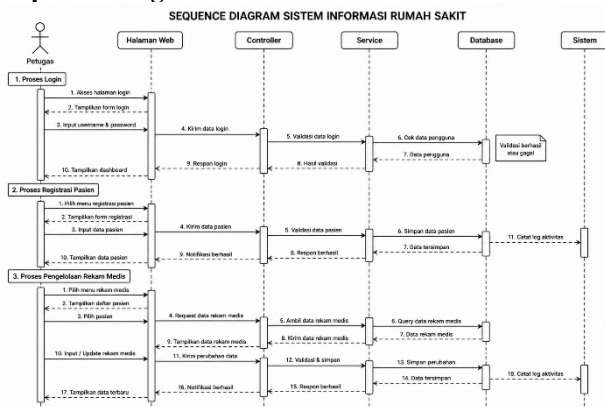 SEQUENCE DIAGRAM SISTEM INFORMASI RUMAH SAKIT
Petugas
Halaman Web
Controller
Service
Database
Sistem
1. Proses Login
1. Akses halaman login
2. Tampilkan form login
3. Input username & password
4. Kirim data login
5. Validasi data login
6. Cek data pengguna
7. Data pengguna
Validasi berhasil
atau gagal
8. Hasil validasi
9. Respon login
10. Tampilkan dashboard
2. Proses Registrasi Pasien
1. Pilih menu registrasi pasien
2. Tampilkan form registrasi
3. Input data pasien
4. Kirim data pasien
5. Validasi data pasien
6. Simpan data pasien
7. Data tersimpan
8. Respon berhasil
9. Notifikasi berhasil
10. Tampilkan data pasien
11. Catat log aktivitas
3. Proses Pengelolaan Rekam Medis
1. Pilih menu rekam medis
2. Tampilkan daftar pasien
3. Pilih pasien
4. Request data rekam medis
5. Ambil data rekam medis
6. Query data rekam medis
7. Data rekam medis
8. Kirim data rekam medis
9. Tampilkan data rekam medis
10. Input / Update rekam medis
11. Kirim perubahan data
12. Validasi & simpan
13. Simpan perubahan
14. Data tersimpan
15. Respon berhasil
16. Notifikasi berhasil
17. Tampilkan data terbaru
18. Catat log aktivitas